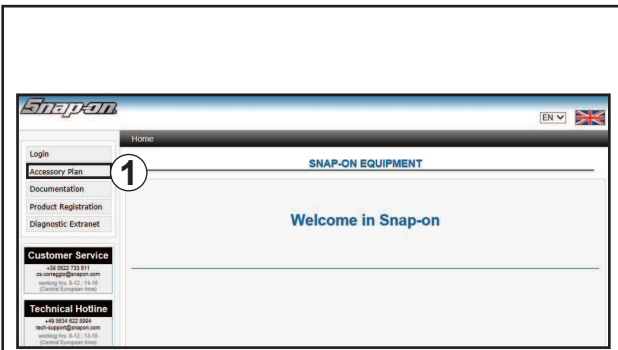 Snap-on
EN
Home
Login
Accessory Plan
1
Documentation
Product Registration
Diagnostic Extranet
SNAP-ON EQUIPMENT
Welcome in Snap-on
Customer Service
+39 0522 733 511
cs.correggio@snapon.com
working hrs. 8-12 ; 14-18
(Central European time)
Technical Hotline
+49 8634 622 8994
tech-support@snapon.com
working hrs. 8-12 ; 13-18
(Central European time)